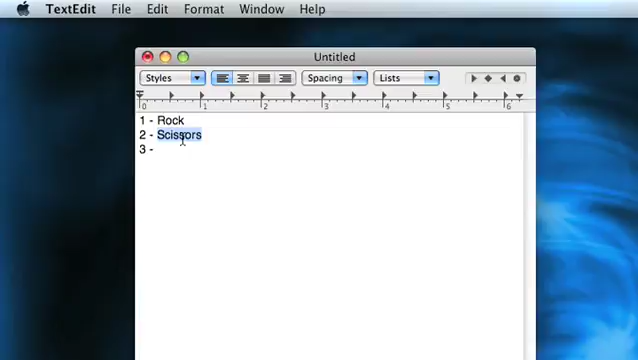 TextEdit File Edit Format Window Help
Untitled
Styles Spacing Lists
0 1 2 3 4 5 6
1 - Rock
2 - Scissors
3 -